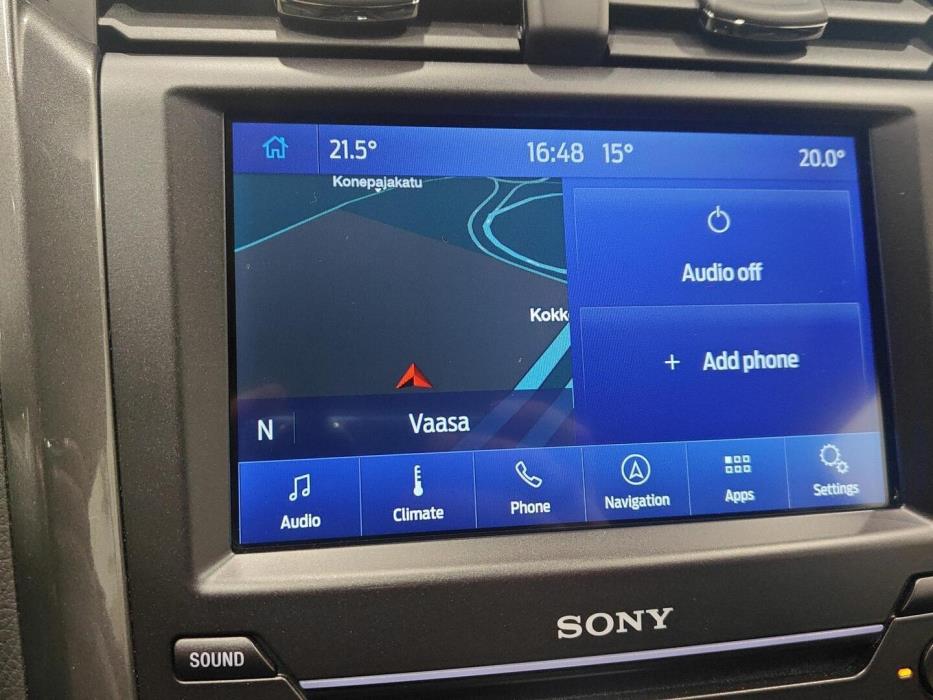 21.5° 16:48 15° 20.0°
Konepajakatu
Audio off
Kokk
+ Add phone
N Vaasa
Audio Climate Phone Navigation Apps Settings
SONY
SOUND